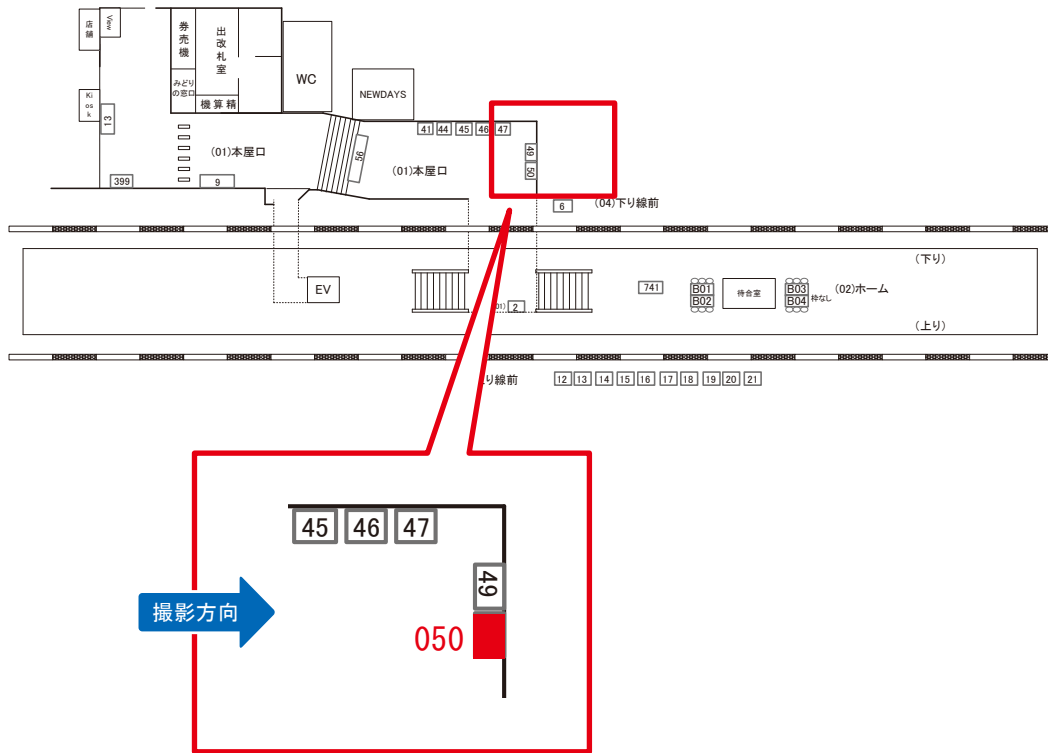 店舗
View
券売機
出改札室
みどりの窓口
機算精
WC
NEWDAYS
Kiosk
13
(01)本屋口
56
41
44
45
46
47
(01)本屋口
49
50
399
9
6
(04)下り線前
(下り)
EV
2
741
B01
B02
待合室
B03
B04
枠なし
(02)ホーム
(上り)
り線前
12
13
14
15
16
17
18
19
20
21
45
46
47
49
撮影方向
050